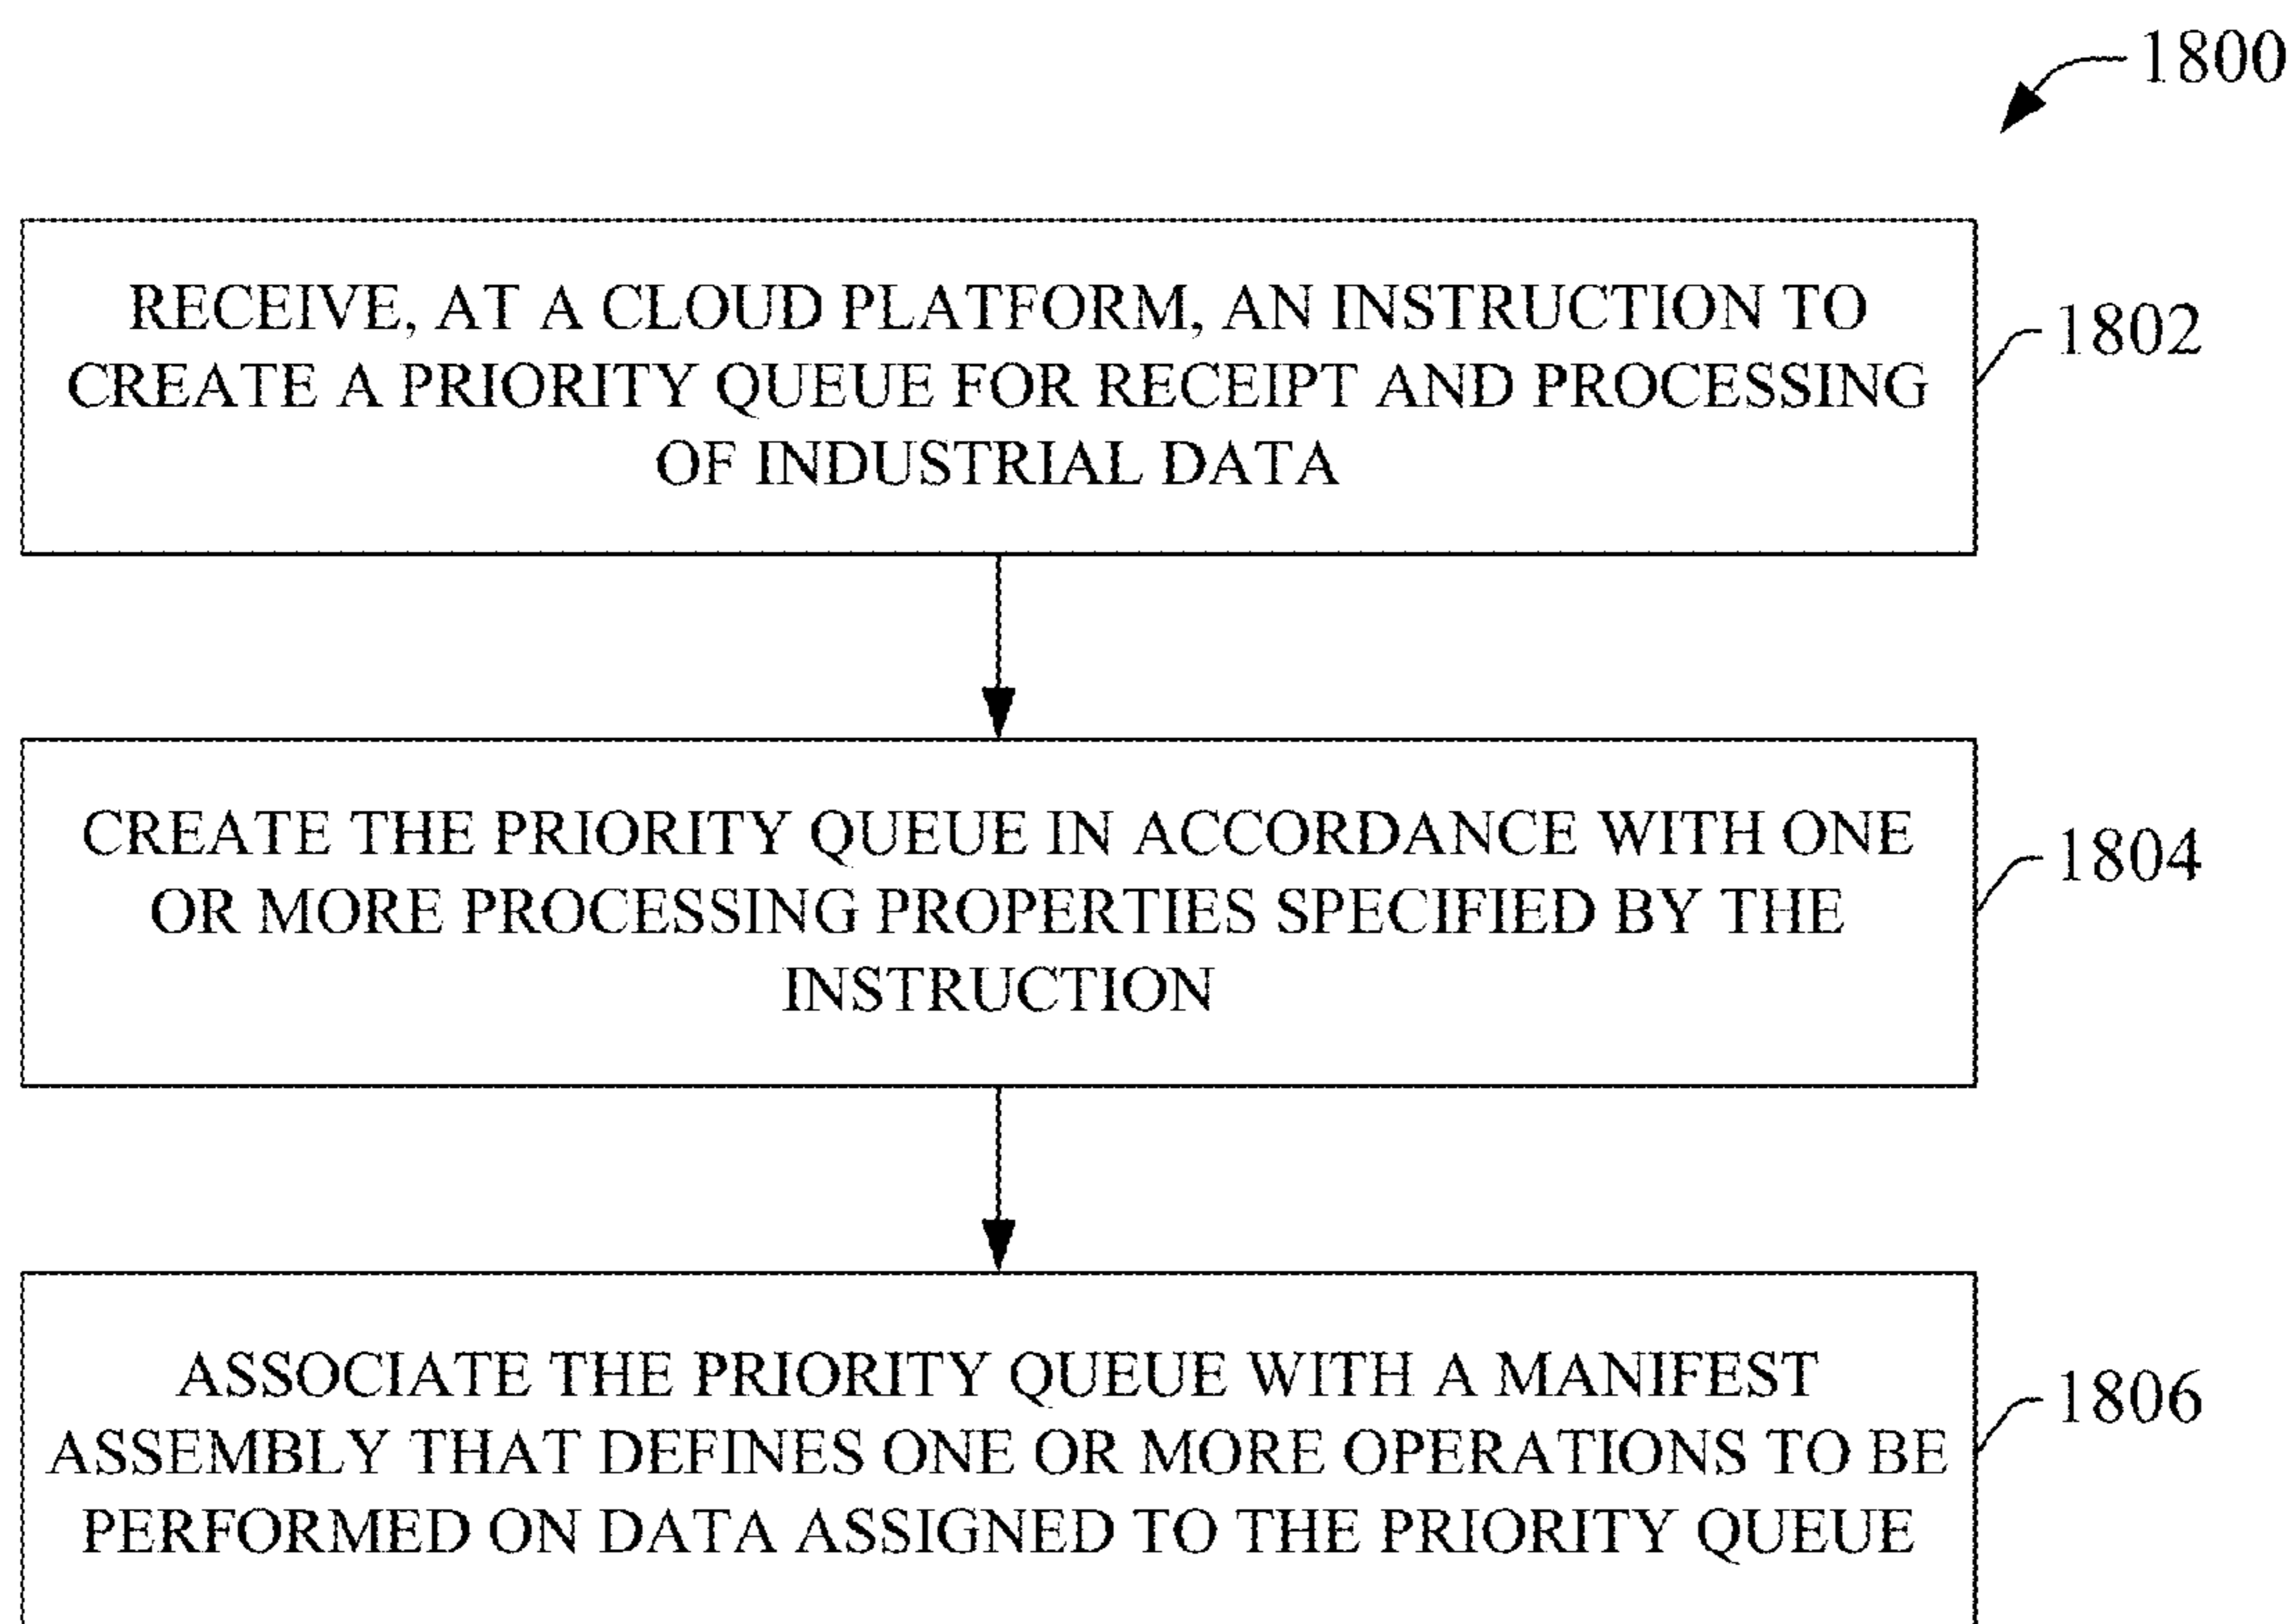 1800
RECEIVE, AT A CLOUD PLATFORM, AN INSTRUCTION TO
CREATE A PRIORITY QUEUE FOR RECEIPT AND PROCESSING
OF INDUSTRIAL DATA
1802
CREATE THE PRIORITY QUEUE IN ACCORDANCE WITH ONE
OR MORE PROCESSING PROPERTIES SPECIFIED BY THE
INSTRUCTION
1804
ASSOCIATE THE PRIORITY QUEUE WITH A MANIFEST
ASSEMBLY THAT DEFINES ONE OR MORE OPERATIONS TO BE
PERFORMED ON DATA ASSIGNED TO THE PRIORITY QUEUE
1806